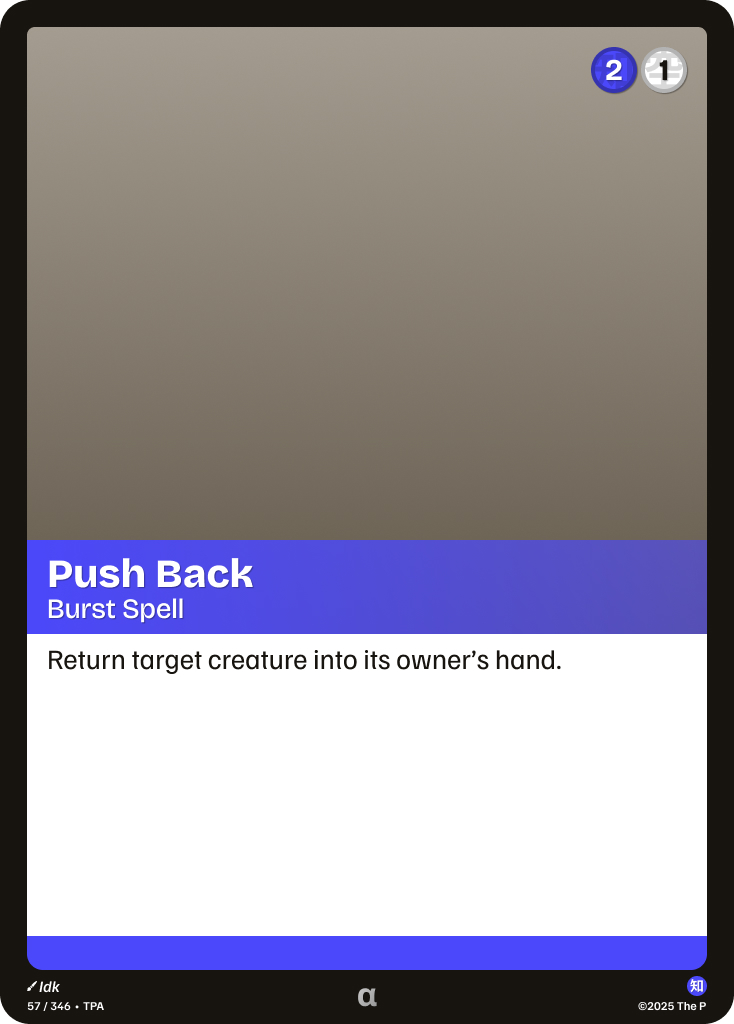 2 1
Push Back
Burst Spell
Return target creature into its owner’s hand.
Idk
57 / 346 • TPA
α
知
©2025 The P